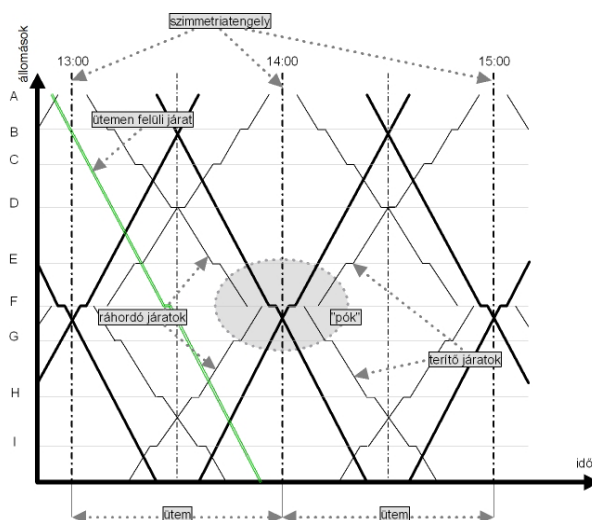 szimmetriatengely
13:00
14:00
15:00
állomások
A
ütemen felüli járat
B
C
D
E
F
ráhordó járatok
"pók"
G
terítő járatok
H
I
idő
ütem
ütem